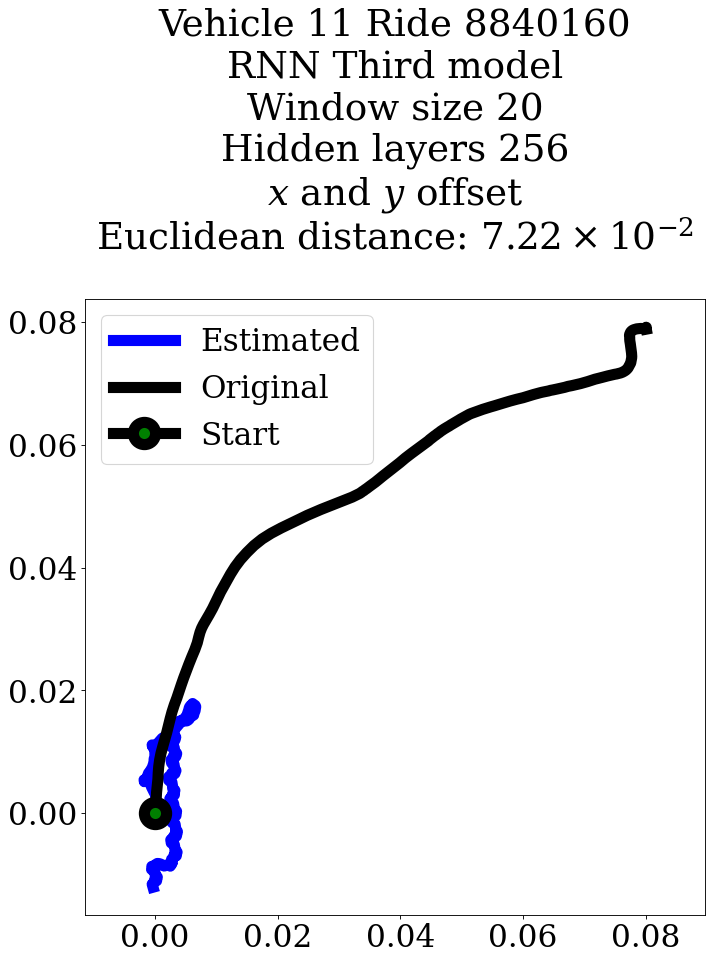 Vehicle 11 Ride 8840160
RNN Third model
Window size 20
Hidden layers 256
x and y offset
Euclidean distance: 7.22 × 10⁻²
Estimated
Original
Start
0.08
0.06
0.04
0.02
0.00
0.00 0.02 0.04 0.06 0.08